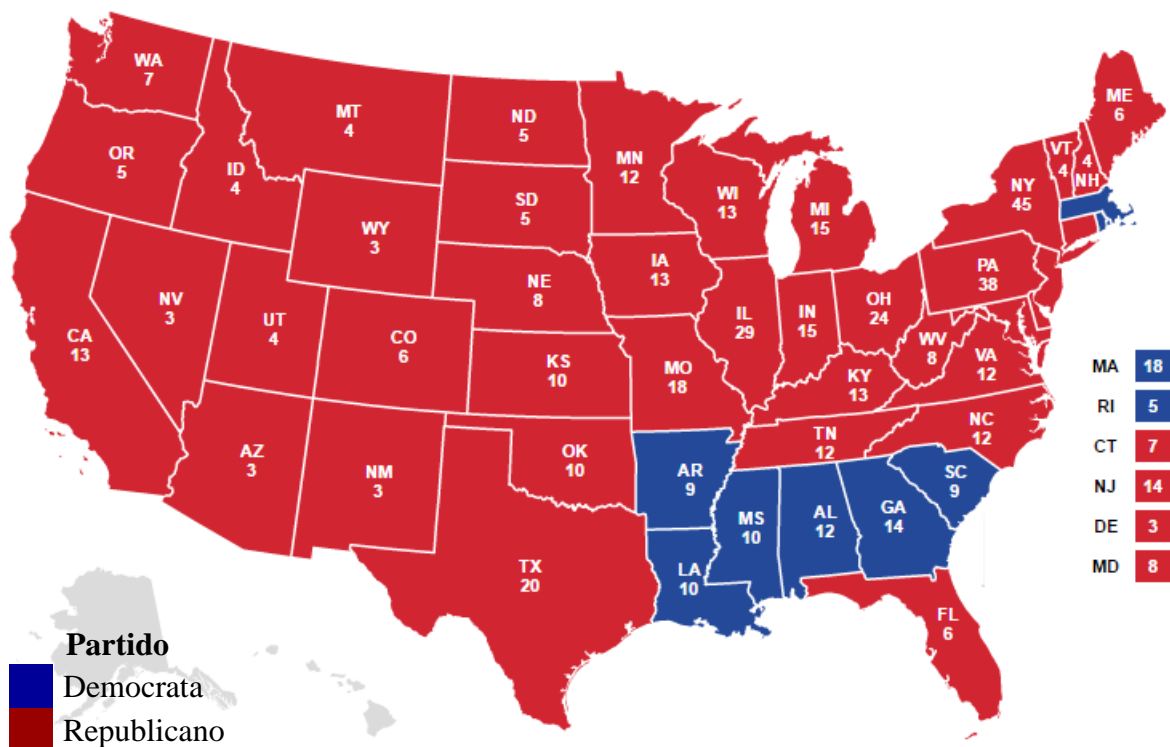 WA
7
OR
5
CA
13
NV
3
ID
4
MT
4
WY
3
UT
4
CO
6
AZ
3
NM
3
ND
5
SD
5
NE
8
KS
10
OK
10
TX
20
MN
12
IA
13
MO
18
AR
9
LA
10
WI
13
IL
29
MI
15
IN
15
OH
24
KY
13
TN
12
MS
10
AL
12
GA
14
FL
6
SC
9
NC
12
VA
12
WV
8
PA
38
NY
45
VT
4
4
NH
ME
6
MA 18
RI 5
CT 7
NJ 14
DE 3
MD 8
Partido
Democrata
Republicano